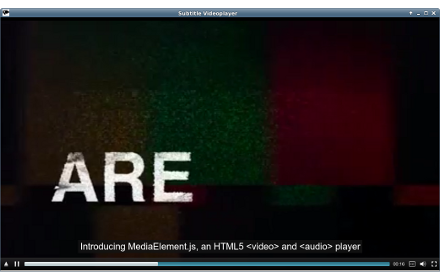 Subtitle Videoplayer
ARE
Introducing MediaElement.js, an HTML5 <video> and <audio> player
00:16